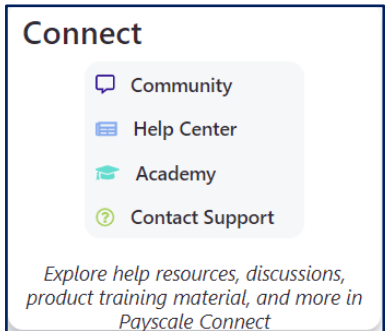 Connect
Community
Help Center
Academy
Contact Support
Explore help resources, discussions,
product training material, and more in
Payscale Connect